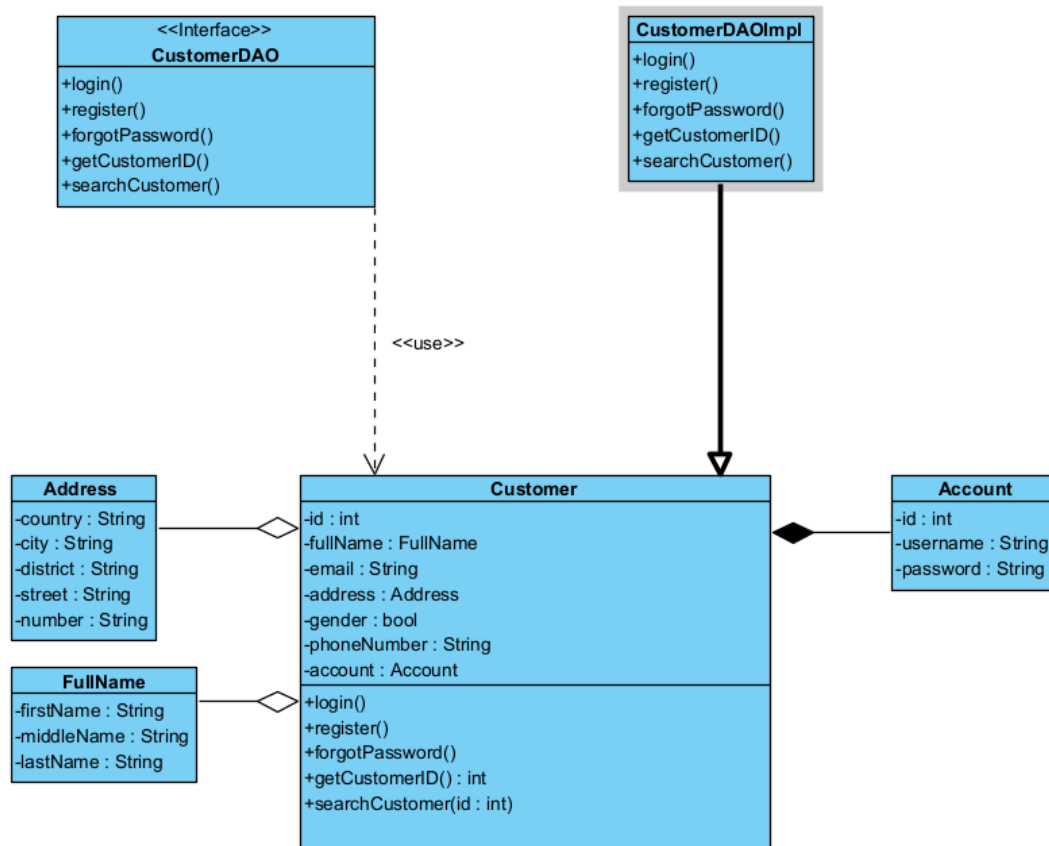 <<Interface>>
CustomerDAO
+login()
+register()
+forgotPassword()
+getCustomerID()
+searchCustomer()
CustomerDAOImpl
+login()
+register()
+forgotPassword()
+getCustomerID()
+searchCustomer()
<<use>>
Address
-country : String
-city : String
-district : String
-street : String
-number : String
FullName
-firstName : String
-middleName : String
-lastName : String
Customer
-id : int
-fullName : FullName
-email : String
-address : Address
-gender : bool
-phoneNumber : String
-account : Account
+login()
+register()
+forgotPassword()
+getCustomerID() : int
+searchCustomer(id : int)
Account
-id : int
-username : String
-password : String